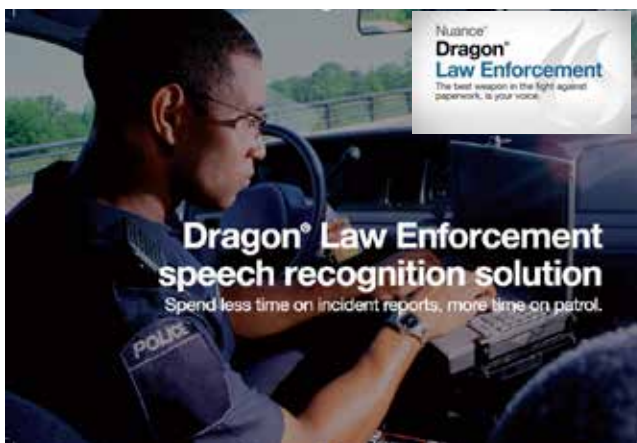 Nuance™
Dragon®
Law Enforcement
The best weapon in the fight against
paperwork, is your voice.
Dragon® Law Enforcement
speech recognition solution
Spend less time on incident reports, more time on patrol.
POLICE